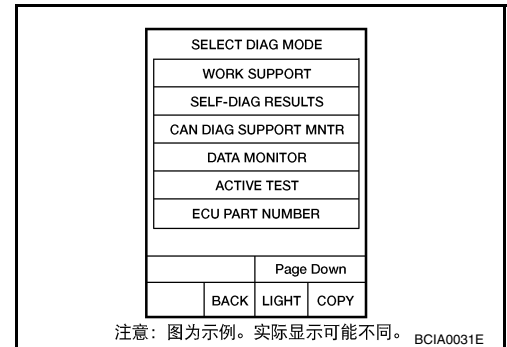 SELECT DIAG MODE
WORK SUPPORT
SELF-DIAG RESULTS
CAN DIAG SUPPORT MNTR
DATA MONITOR
ACTIVE TEST
ECU PART NUMBER
Page Down
BACK LIGHT COPY
注意：图为示例。实际显示可能不同。 BCIA0031E